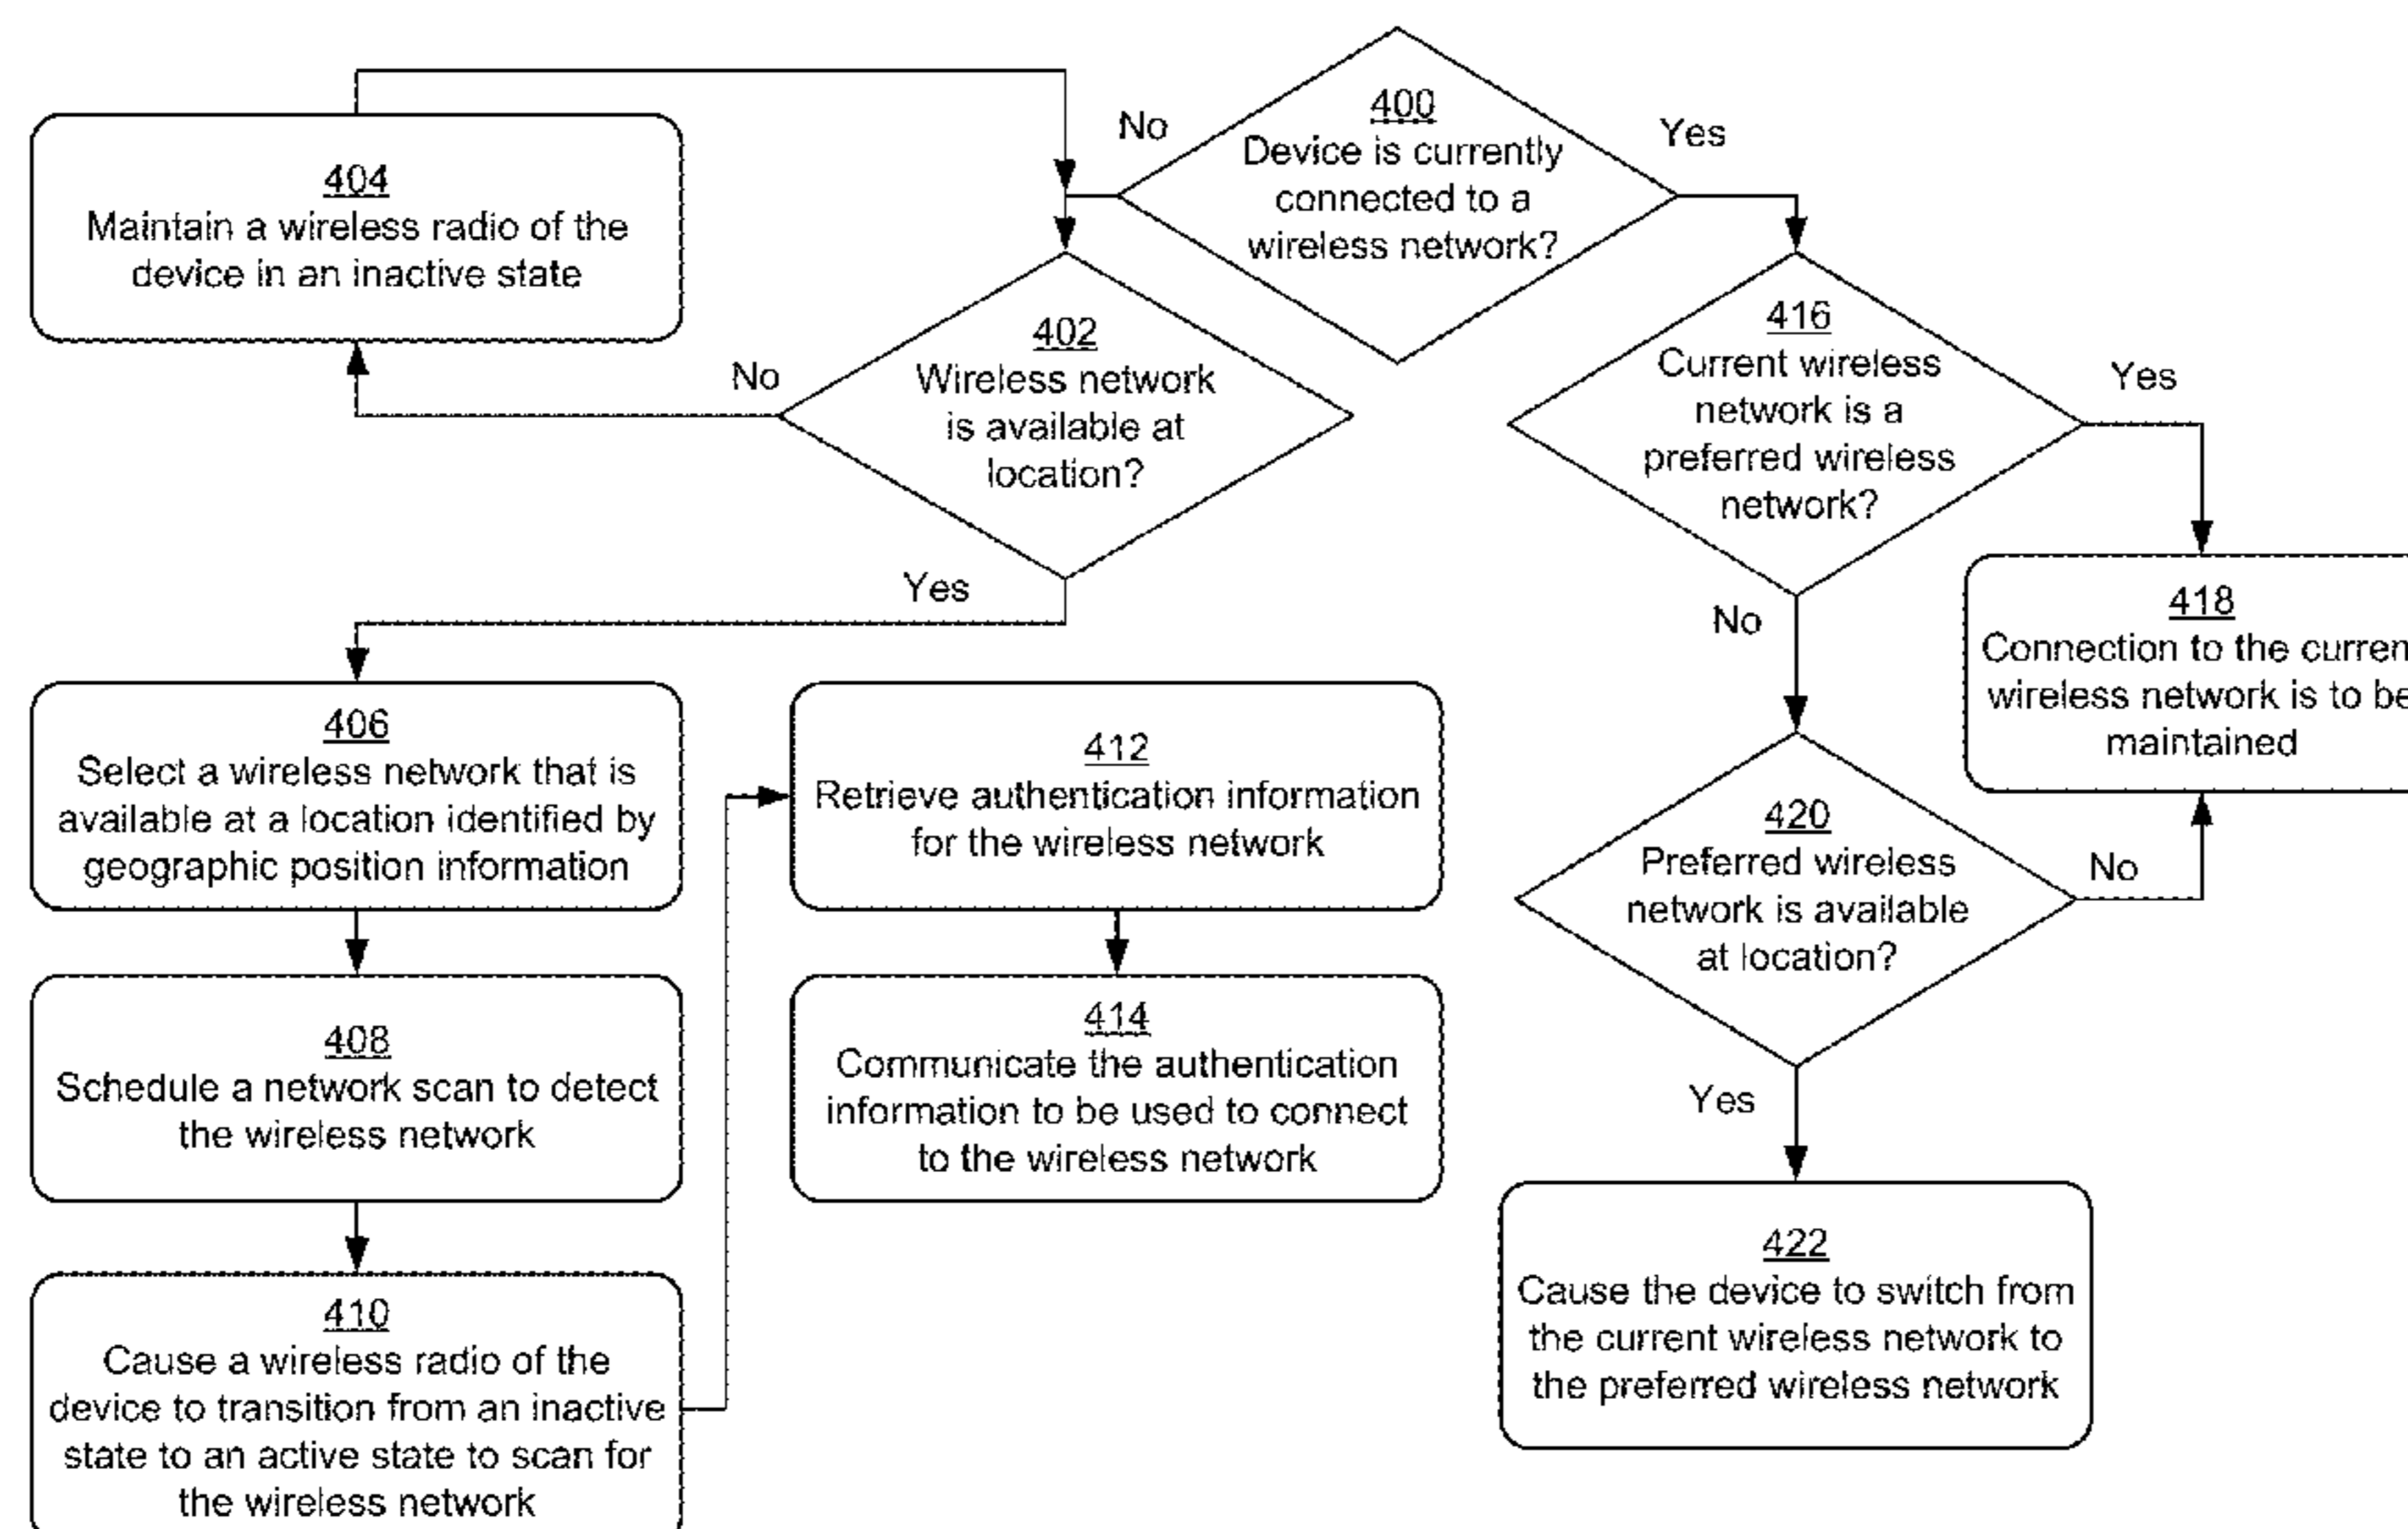 400
Device is currently
connected to a
wireless network?
No
Yes
404
Maintain a wireless radio of the
device in an inactive state
402
Wireless network
is available at
location?
No
Yes
416
Current wireless
network is a
preferred wireless
network?
Yes
No
418
Connection to the curren
wireless network is to be
maintained
406
Select a wireless network that is
available at a location identified by
geographic position information
412
Retrieve authentication information
for the wireless network
420
Preferred wireless
network is available
at location?
No
Yes
408
Schedule a network scan to detect
the wireless network
414
Communicate the authentication
information to be used to connect
to the wireless network
410
Cause a wireless radio of the
device to transition from an inactive
state to an active state to scan for
the wireless network
422
Cause the device to switch from
the current wireless network to
the preferred wireless network